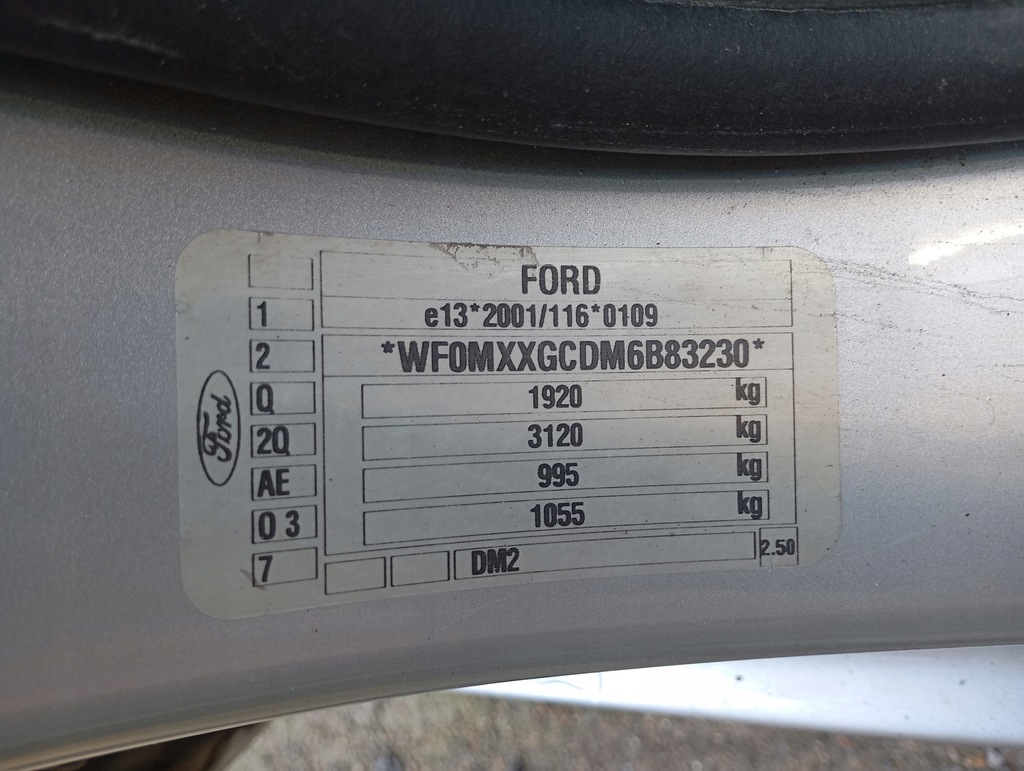 FORD
1 e13*2001/116*0109
2 *WF0MXXGCDM6B83230*
Q 1920 kg
2Q 3120 kg
AE 995 kg
O 3 1055 kg
7 DM2 2.50
Ford